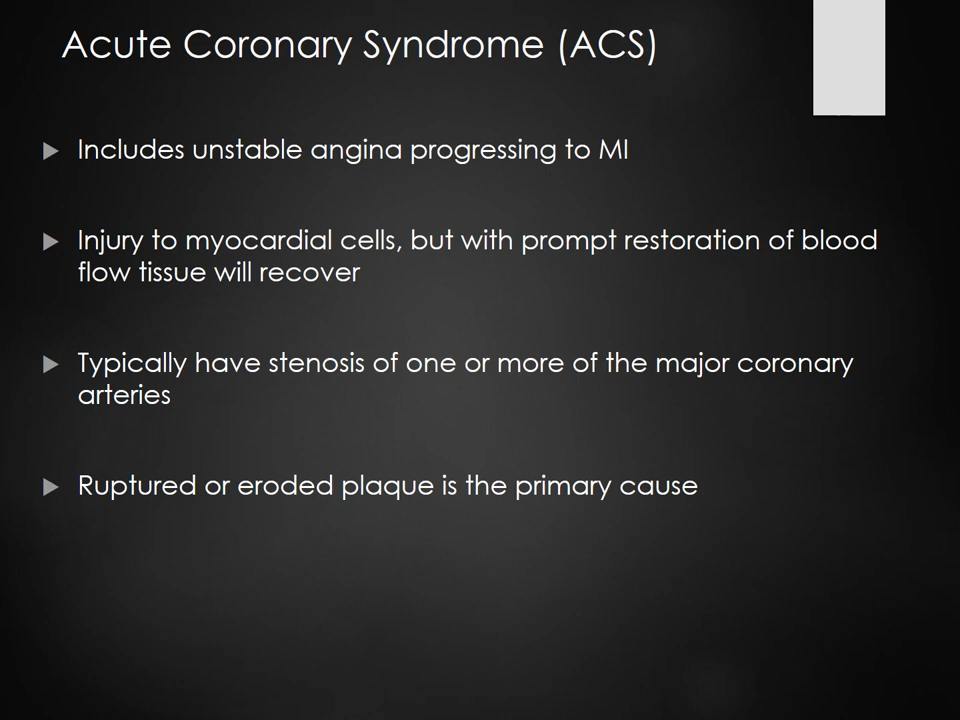 Acute Coronary Syndrome (ACS)
Includes unstable angina progressing to MI
Injury to myocardial cells, but with prompt restoration of blood
flow tissue will recover
Typically have stenosis of one or more of the major coronary
arteries
Ruptured or eroded plaque is the primary cause